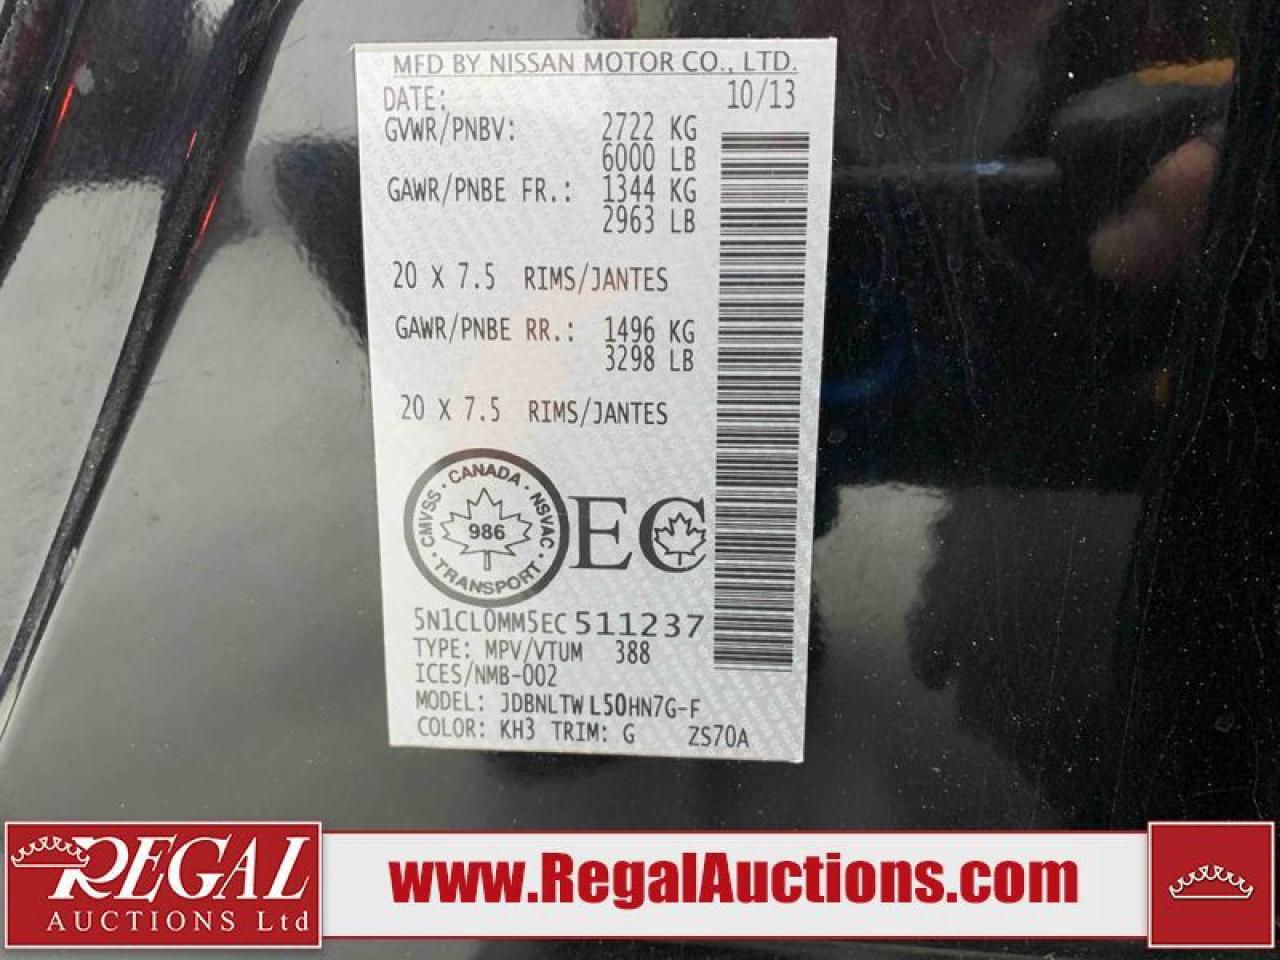 MFD BY NISSAN MOTOR CO., LTD.
DATE: 10/13
GVWR/PNBV: 2722 KG
6000 LB
GAWR/PNBE FR.: 1344 KG
2963 LB
20 X 7.5 RIMS/JANTES
GAWR/PNBE RR.: 1496 KG
3298 LB
20 X 7.5 RIMS/JANTES
CMVSS · CANADA · NSVAC · TRANSPORT ·
986
EC
5N1CL0MM5EC511237
TYPE: MPV/VTUM 388
ICES/NMB-002
MODEL: JDBNLTWL50HN7G-F
COLOR: KH3 TRIM: G ZS70A
REGAL
AUCTIONS Ltd
www.RegalAuctions.com